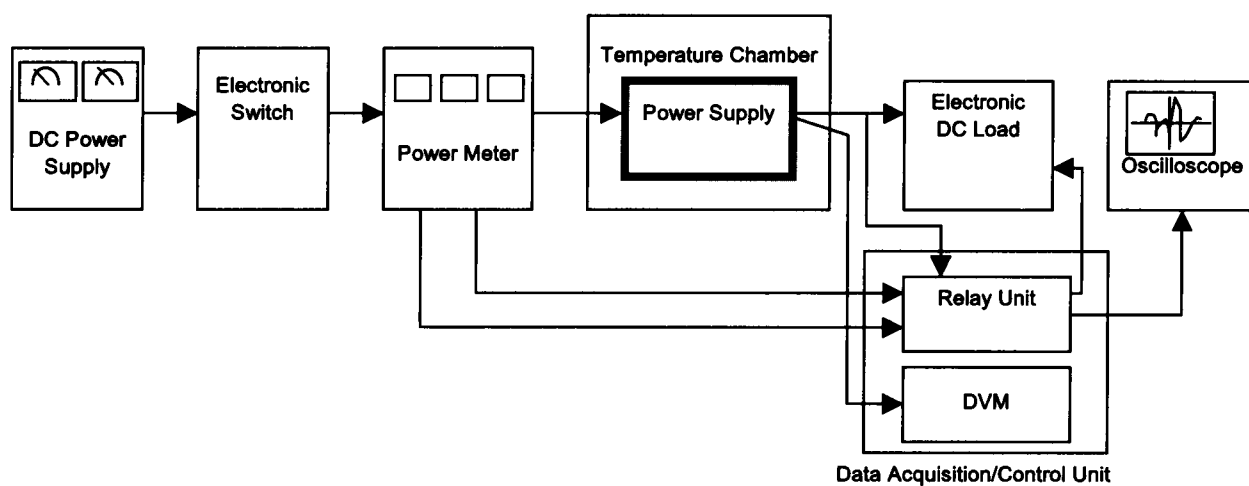 DC Power
Supply
Electronic
Switch
Power Meter
Temperature Chamber
Power Supply
Electronic
DC Load
Oscilloscope
Relay Unit
DVM
Data Acquisition/Control Unit